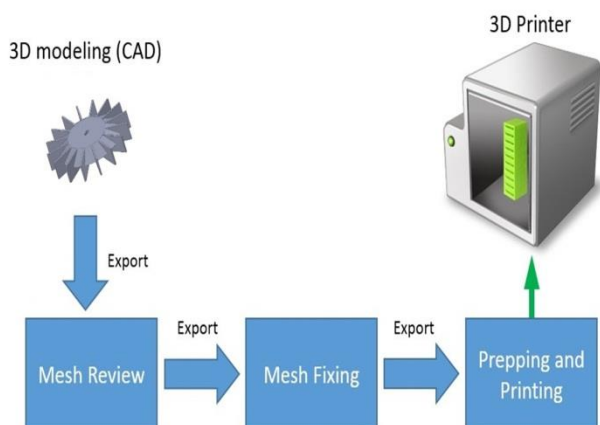 3D Printer
3D modeling (CAD)
Export
Export
Export
Mesh Review
Mesh Fixing
Prepping and
Printing